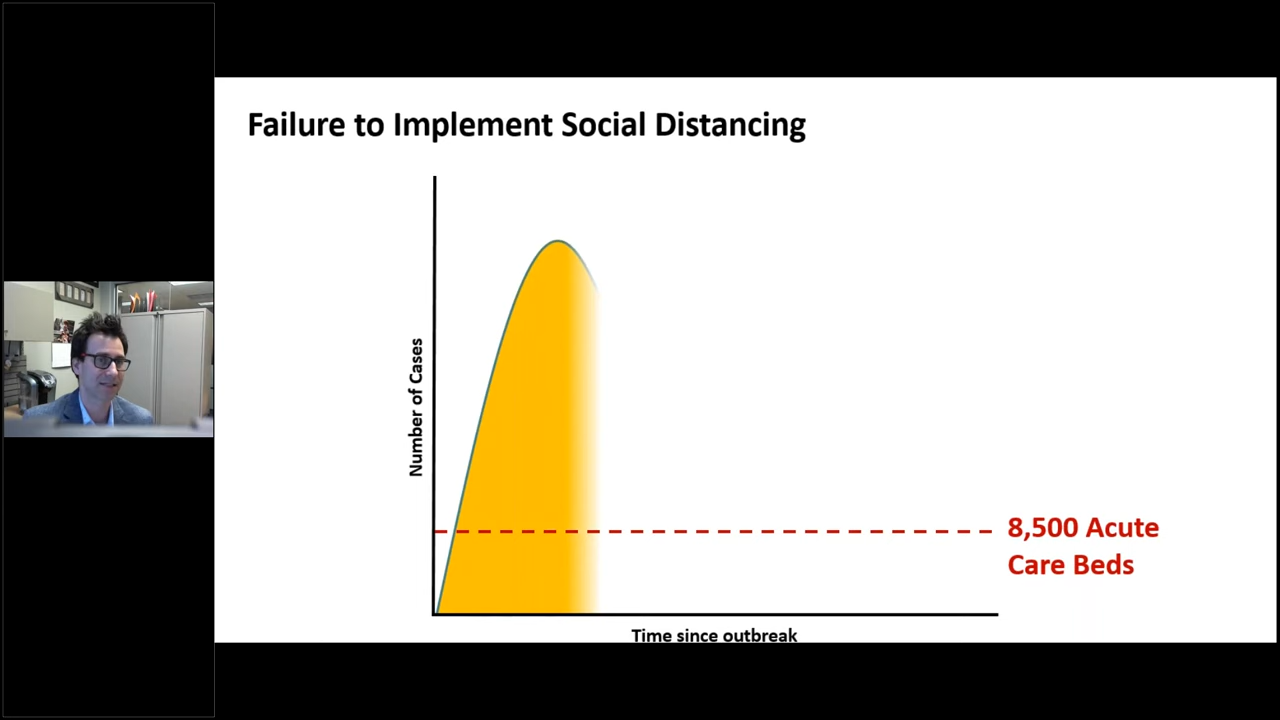 Failure to Implement Social Distancing
Number of Cases
8,500 Acute
Care Beds
Time since outbreak